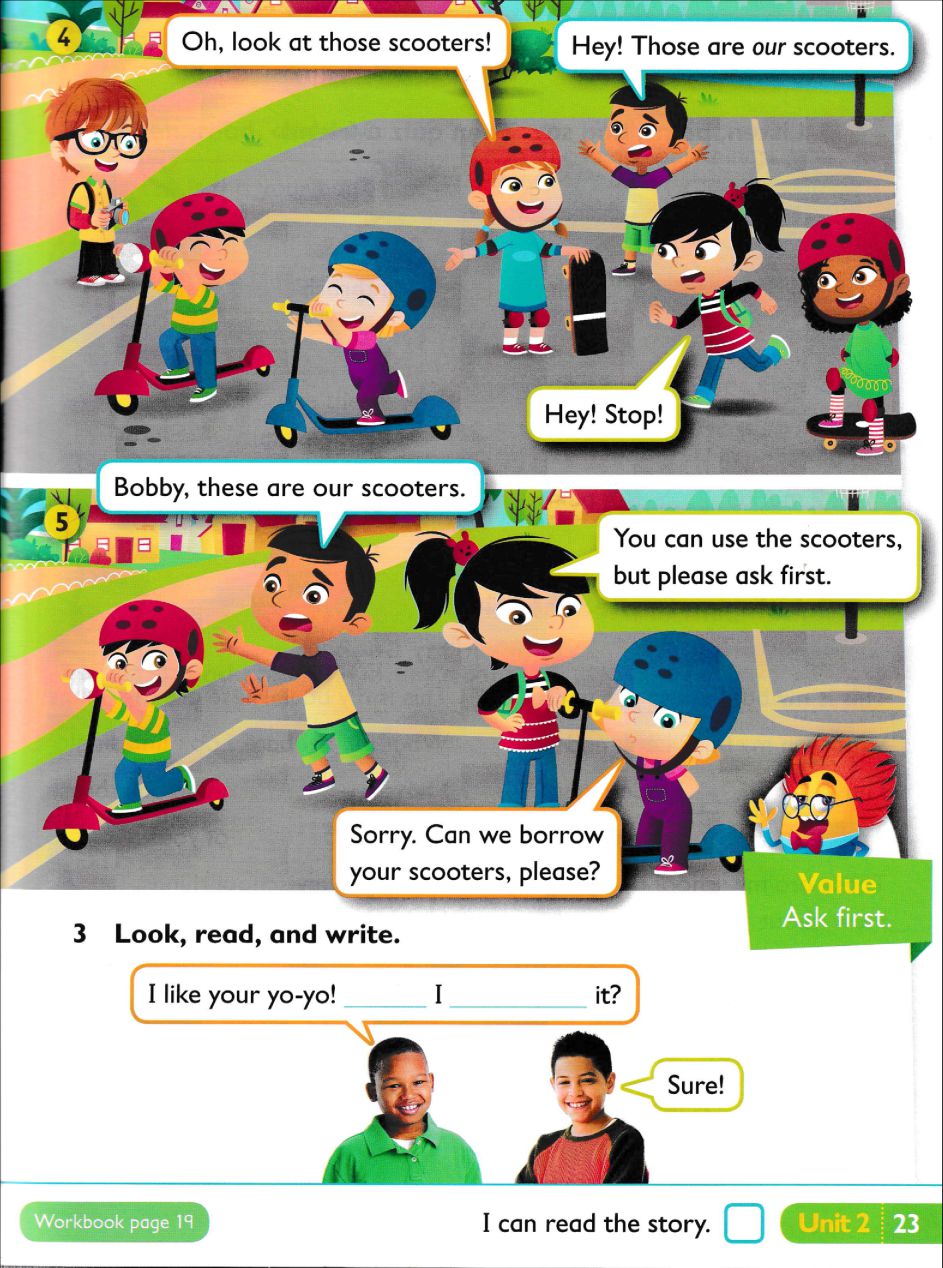 4
Oh, look at those scooters!
Hey! Those are our scooters.
Hey! Stop!
5
Bobby, these are our scooters.
You can use the scooters,
but please ask first.
Sorry. Can we borrow
your scooters, please?
Value
Ask first.
3 Look, read, and write.
I like your yo-yo! ______ I __________ it?
Sure!
Workbook page 19
I can read the story.
Unit 2 23